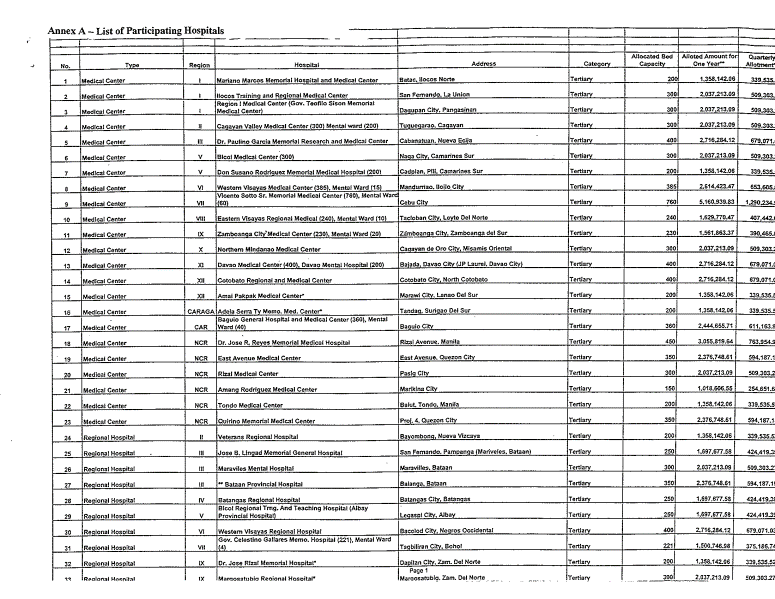 Annex A – List of Participating Hospitals
No. Type Region Hospital Address Category Allocated Bed Capacity Alloted Amount for One Year** Quarterly Allotment*
1 Medical Center I Mariano Marcos Memorial Hospital and Medical Center Batac, Ilocos Norte Tertiary 200 1,358,142.06 339,535.
2 Medical Center I Ilocos Training and Regional Medical Center San Fernando, La Union Tertiary 300 2,037,213.09 509,303.
3 Medical Center I Region I Medical Center (Gov. Teofilo Sison Memorial Medical Center) Dagupan City, Pangasinan Tertiary 300 2,037,213.09 509,303.
4 Medical Center II Cagayan Valley Medical Center (300) Mental ward (200) Tuguegarao, Cagayan Tertiary 300 2,037,213.09 509,303.
5 Medical Center III Dr. Paulino Garcia Memorial Research and Medical Center Cabanatuan, Nueva Ecija Tertiary 400 2,716,284.12 679,071.
6 Medical Center V Bicol Medical Center (300) Naga City, Camarines Sur Tertiary 300 2,037,213.09 509,303.
7 Medical Center V Don Susano Rodriguez Memorial Medical Hospital (200) Cadplan, Pili, Camarines Sur Tertiary 200 1,358,142.06 339,535.
8 Medical Center VI Western Visayas Medical Center (385), Mental Ward (15) Mandurriao, Iloilo City Tertiary 385 2,614,423.47 653,605.
9 Medical Center VII Vicente Sotto Sr. Memorial Medical Center (760), Mental Ward (60) Cebu City Tertiary 760 5,160,939.83 1,290,234.
10 Medical Center VIII Eastern Visayas Regional Medical (240), Mental Ward (10) Tacloban City, Leyte Del Norte Tertiary 240 1,629,770.47 407,442.
11 Medical Center IX Zamboanga City Medical Center (230), Mental Ward (20) Zamboanga City, Zamboanga del Sur Tertiary 230 1,561,863.37 390,465.
12 Medical Center X Northern Mindanao Medical Center Cagayan de Oro City, Misamis Oriental Tertiary 300 2,037,213.09 509,303.
13 Medical Center XI Davao Medical Center (400), Davao Mental Hospital (200) Bajada, Davao City (JP Laurel, Davao City) Tertiary 400 2,716,284.12 679,071.
14 Medical Center XII Cotobato Regional and Medical Center Cotobato City, North Cotobato Tertiary 400 2,716,284.12 679,071.
15 Medical Center XII Amai Pakpak Medical Center* Marawi City, Lanao Del Sur Tertiary 200 1,358,142.06 339,535.
16 Medical Center CARAGA Adela Serra Ty Memo. Med. Center* Tandag, Surigao Del Sur Tertiary 200 1,358,142.06 339,535.
17 Medical Center CAR Baguio General Hospital and Medical Center (360), Mental Ward (40) Baguio City Tertiary 360 2,444,655.71 611,163.
18 Medical Center NCR Dr. Jose R. Reyes Memorial Medical Hospital Rizal Avenue, Manila Tertiary 450 3,055,819.64 763,954.
19 Medical Center NCR East Avenue Medical Center East Avenue, Quezon City Tertiary 350 2,376,748.61 594,187.
20 Medical Center NCR Rizal Medical Center Pasig City Tertiary 300 2,037,213.09 509,303.
21 Medical Center NCR Amang Rodriguez Medical Center Marikina City Tertiary 150 1,018,606.55 254,651.
22 Medical Center NCR Tondo Medical Center Balut, Tondo, Manila Tertiary 200 1,358,142.06 339,535.
23 Medical Center NCR Quirino Memorial Medical Center Proj. 4, Quezon City Tertiary 350 2,376,748.61 594,187.
24 Regional Hospital II Veterans Regional Hospital Bayombong, Nueva Vizcaya Tertiary 200 1,358,142.06 339,535.
25 Regional Hospital III Jose B. Lingad Memorial General Hospital San Fernando, Pampanga (Mariveles, Bataan) Tertiary 250 1,697,677.58 424,419.
26 Regional Hospital III Maraviles Mental Hospital Maravilles, Bataan Tertiary 300 2,037,213.09 509,303.
27 Regional Hospital III ** Bataan Provincial Hospital Balanga, Bataan Tertiary 350 2,376,748.61 594,187.
28 Regional Hospital IV Batangas Regional Hospital Batangas City, Batangas Tertiary 250 1,697,677.58 424,419.
29 Regional Hospital V Bicol Regional Trng. And Teaching Hospital (Albay Provincial Hospital) Legaspi City, Albay Tertiary 250 1,697,677.58 424,419.
30 Regional Hospital VI Western Visayas Regional Hospital Bacolod City, Negros Occidental Tertiary 400 2,716,284.12 679,071.
31 Regional Hospital VII Gov. Celestino Gallares Memo. Hospital (221), Mental Ward (4) Tagbiliran City, Bohol Tertiary 221 1,500,746.98 375,186.
32 Regional Hospital IX Dr. Jose Rizal Memorial Hospital* Dapitan City, Zam. Del Norte Tertiary 200 1,358,142.06 339,535.
Page 1
33 Regional Hospital IX Margosatubig Regional Hospital* Margosatubig, Zam. Del Norte Tertiary 300 2,037,213.09 509,303.